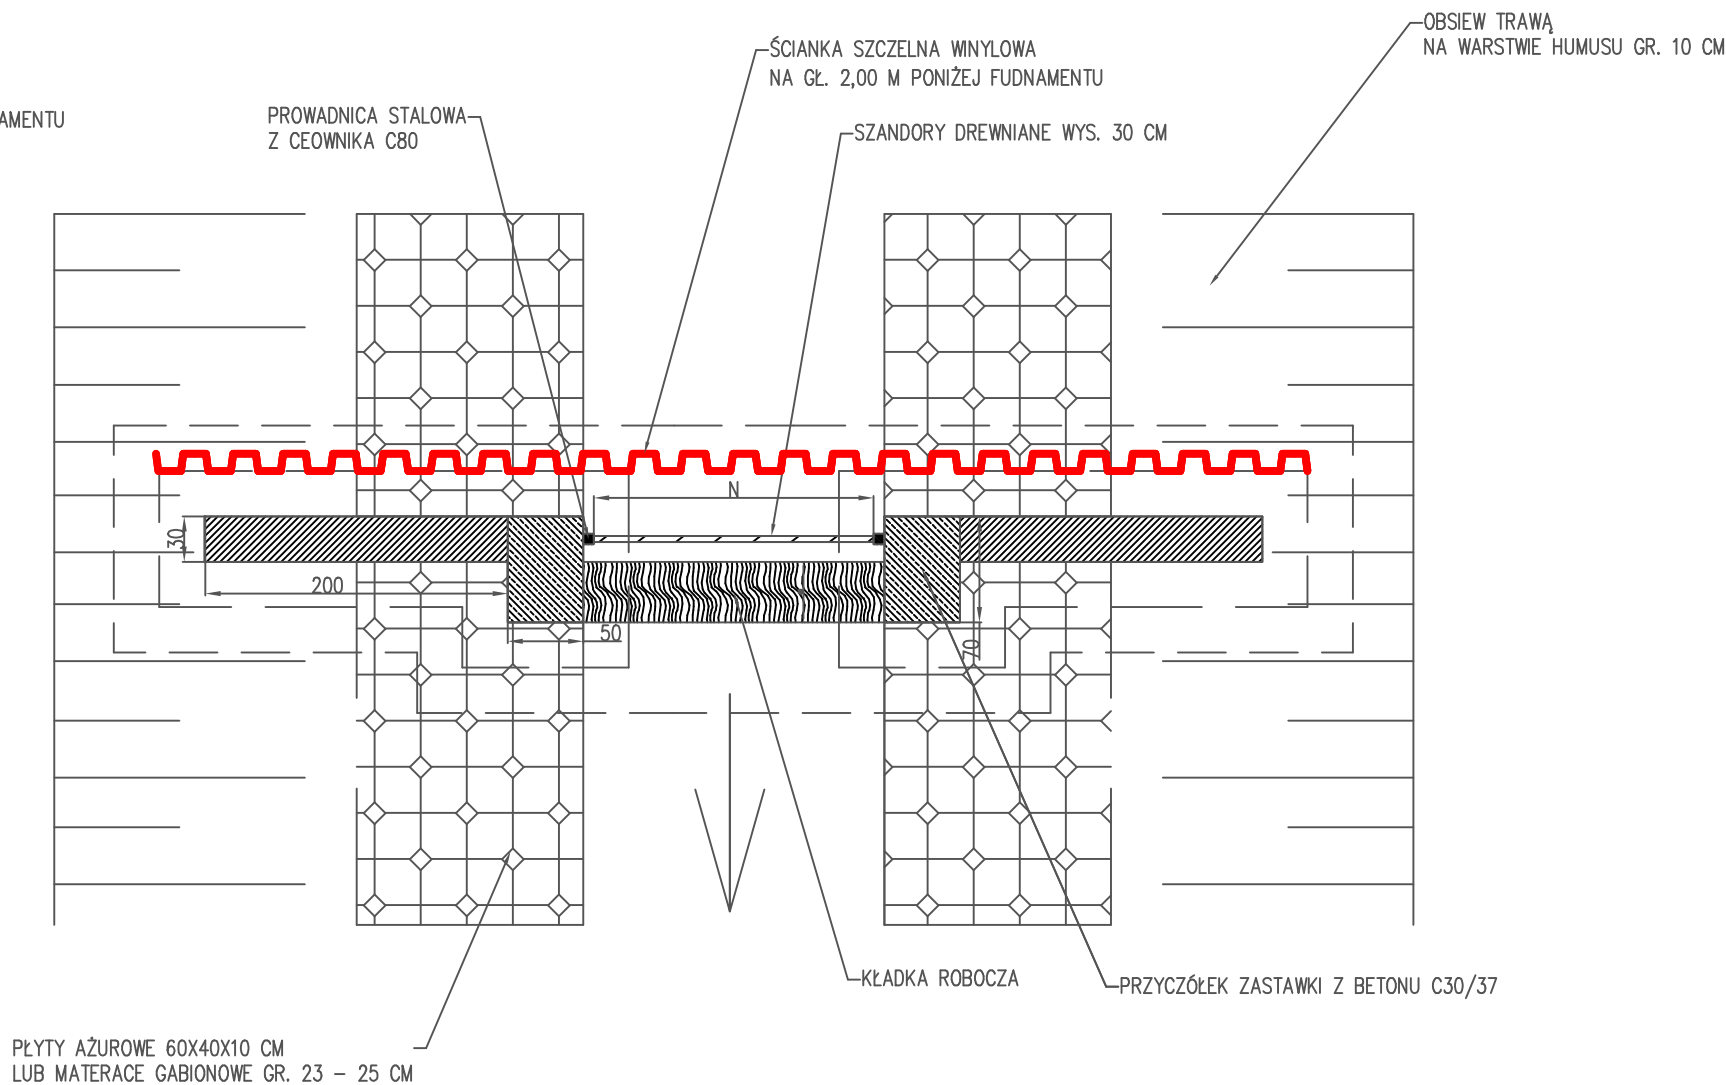 OBSIEW TRAWĄ
NA WARSTWIE HUMUSU GR. 10 CM
ŚCIANKA SZCZELNA WINYLOWA
NA GŁ. 2,00 M PONIŻEJ FUDNAMENTU
AMENTU
PROWADNICA STALOWA
Z CEOWNIKA C80
SZANDORY DREWNIANE WYS. 30 CM
N
30
200
50
70
KŁADKA ROBOCZA
PRZYCZÓŁEK ZASTAWKI Z BETONU C30/37
PŁYTY AŻUROWE 60X40X10 CM
LUB MATERACE GABIONOWE GR. 23 – 25 CM